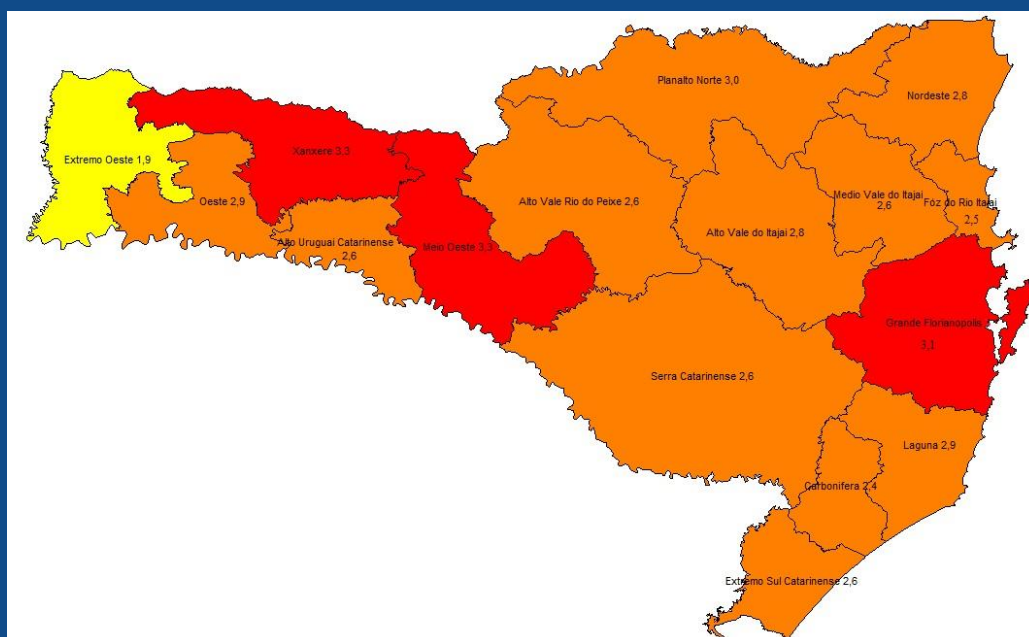 Planalto Norte 3,0
Nordeste 2,8
Extremo Oeste 1,9
Xanxere 3,3
Oeste 2,9
Alto Vale Rio do Peixe 2,6
Medio Vale do Itajai
2,6
Fóz do Rio Itajai
2,5
Alto Vale do Itajai 2,8
Alto Uruguai Catarinense
2,6
Meio Oeste 3,3
Grande Florianopolis
3,1
Serra Catarinense 2,6
Laguna 2,9
Carbonifera 2,4
Extremo Sul Catarinense 2,6